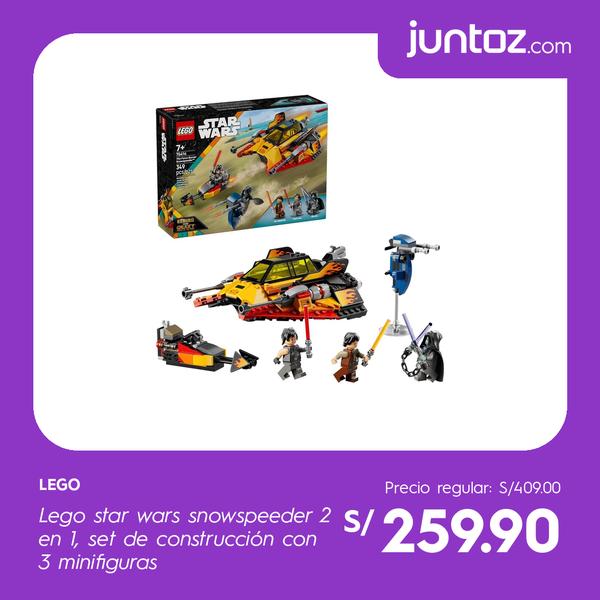 juntoz.com
LEGO
STAR
WARS
7+
349
LEGO
Precio regular: S/409.00
Lego star wars snowspeeder 2
en 1, set de construcción con
3 minifiguras
S/ 259.90